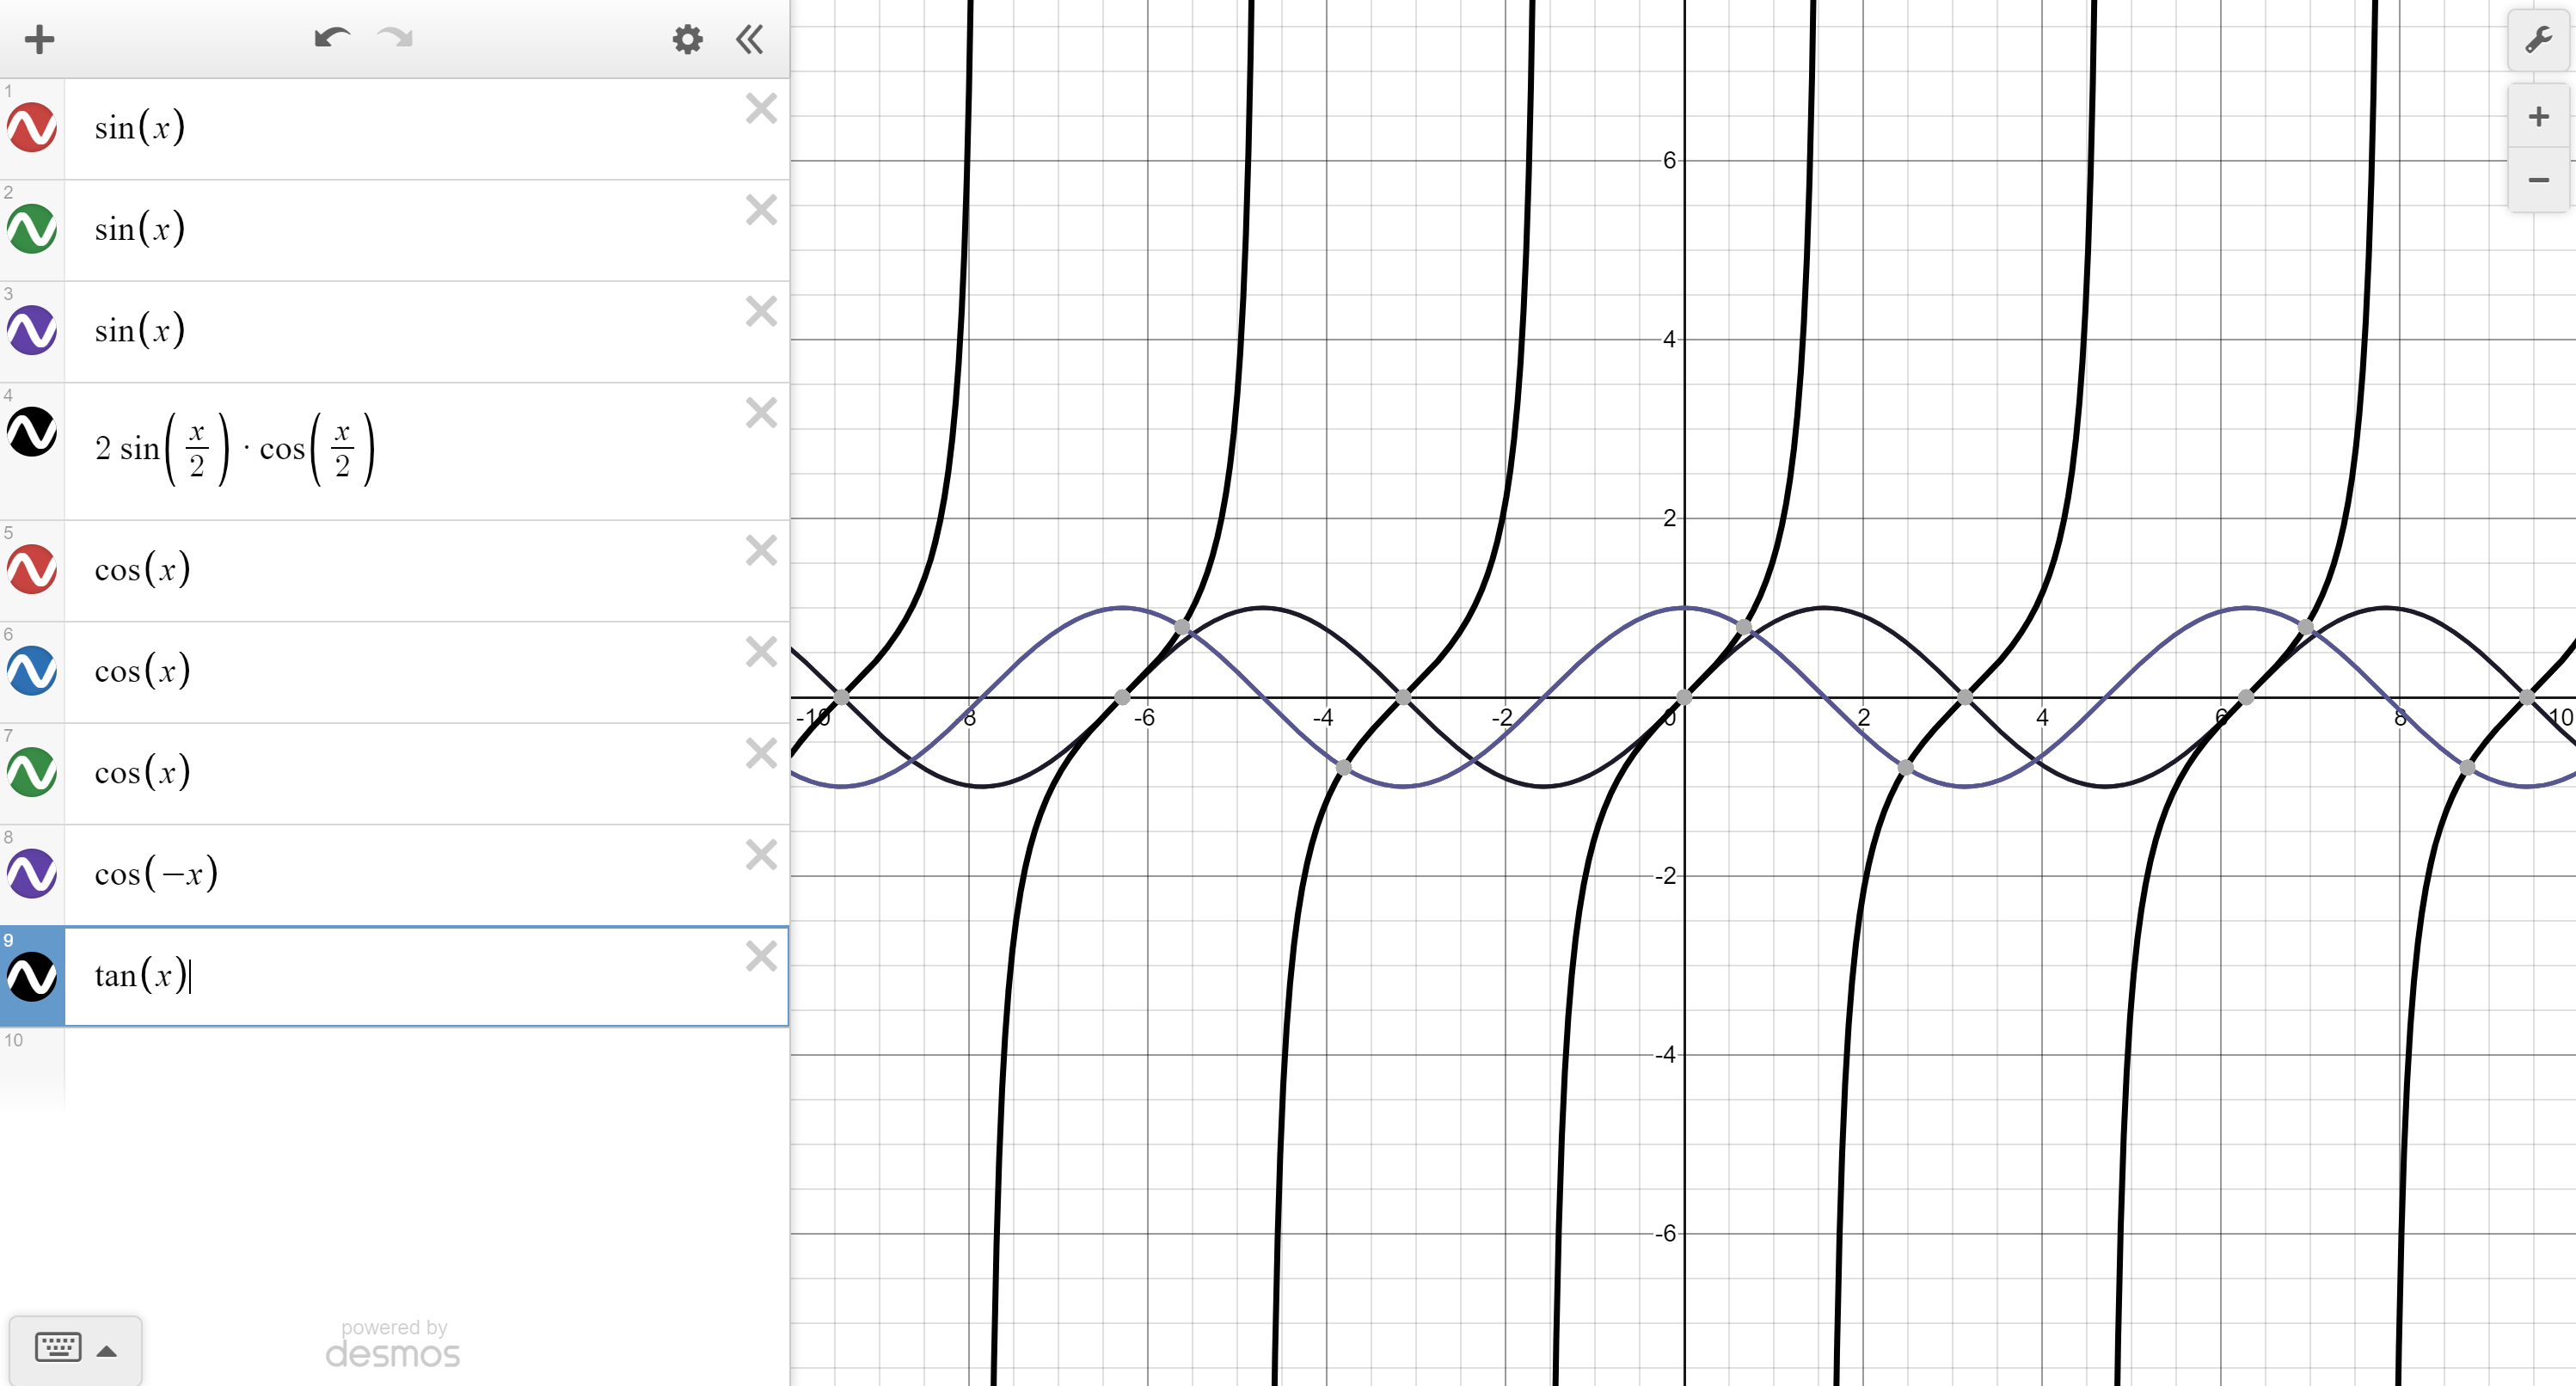 1
sin(x)
2
sin(x)
3
sin(x)
4
2 sin(x/2) · cos(x/2)
5
cos(x)
6
cos(x)
7
cos(x)
8
cos(−x)
9
tan(x)
10
powered by
desmos
6
4
2
-10 8 -6 -4 -2 0 2 4 6 8 10
-2
-4
-6